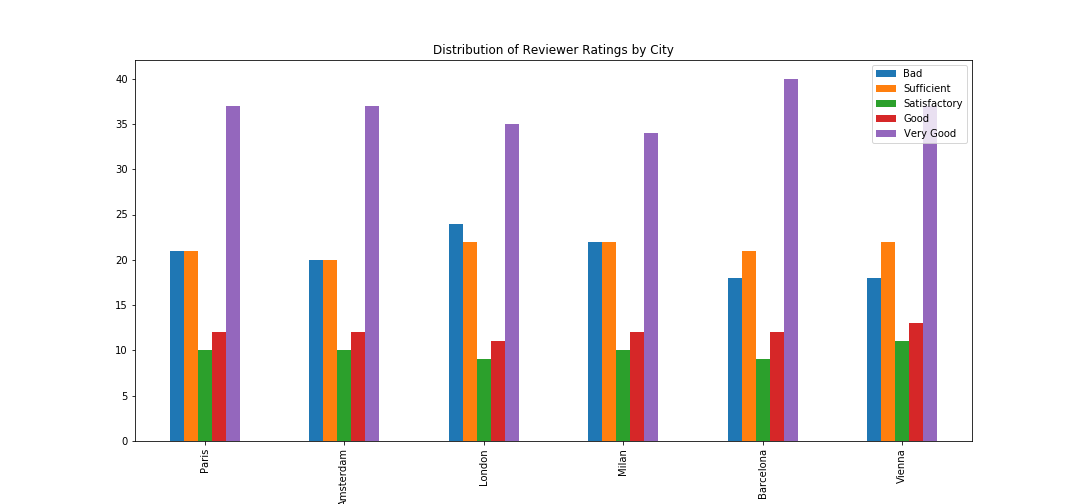 Distribution of Reviewer Ratings by City
40
35
30
25
20
15
10
5
0
Bad
Sufficient
Satisfactory
Good
Very Good
Paris
msterdam
London
Milan
Barcelona
Vienna